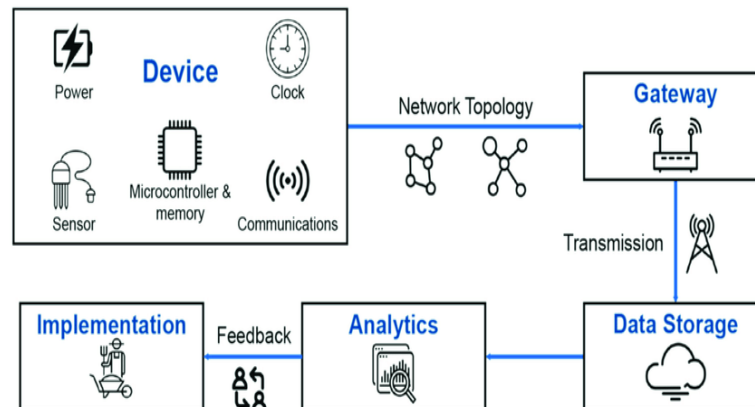 Power
Device
Clock
Sensor
Microcontroller &
memory
Communications
Network Topology
Gateway
Transmission
Implementation
Feedback
Analytics
Data Storage